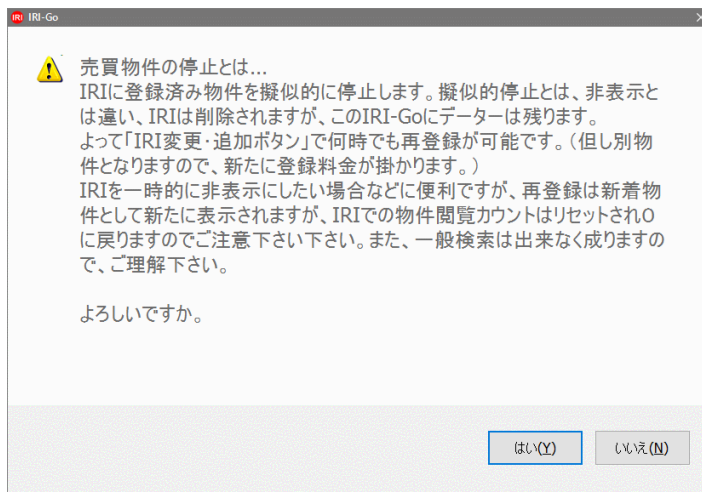 IRI IRI-Go
売買物件の停止とは...
IRIに登録済み物件を擬似的に停止します。擬似的停止とは、非表示と
は違い、IRIは削除されますが、このIRI-Goにデーターは残ります。
よって「IRI変更・追加ボタン」で何時でも再登録が可能です。（但し別物
件となりますので、新たに登録料金が掛かります。）
IRIを一時的に非表示にしたい場合などに便利ですが、再登録は新着物
件として新たに表示されますが、IRIでの物件閲覧カウントはリセットされ0
に戻りますのでご注意下さい下さい。また、一般検索は出来なく成りますの
で、ご理解下さい。
よろしいですか。
はい(Y) いいえ(N)